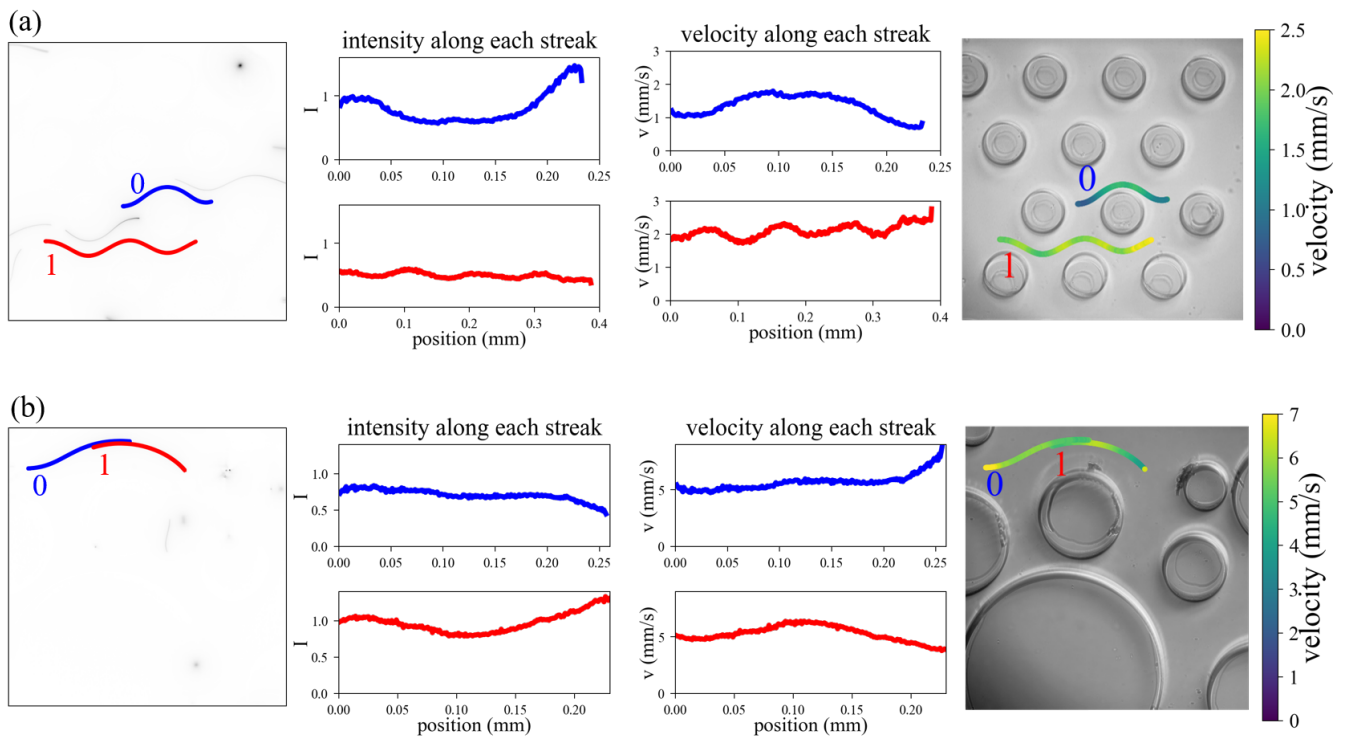 (a)
intensity along each streak
velocity along each streak
0
1
I
1
0
0.00 0.05 0.10 0.15 0.20 0.25
I
1
0
0.0 0.1 0.2 0.3 0.4
position (mm)
v (mm/s)
3
2
1
0
0.00 0.05 0.10 0.15 0.20 0.25
v (mm/s)
3
2
1
0
0.0 0.1 0.2 0.3 0.4
position (mm)
0
1
2.5
2.0
1.5
1.0
0.5
0.0
velocity (mm/s)
(b)
intensity along each streak
velocity along each streak
0
1
I
1.0
0.5
0.0
0.00 0.05 0.10 0.15 0.20 0.25
I
1.0
0.5
0.0
0.00 0.05 0.10 0.15 0.20
position (mm)
v (mm/s)
5
0
0.00 0.05 0.10 0.15 0.20 0.25
v (mm/s)
5
0
0.00 0.05 0.10 0.15 0.20
position (mm)
0
1
7
6
5
4
3
2
1
0
velocity (mm/s)